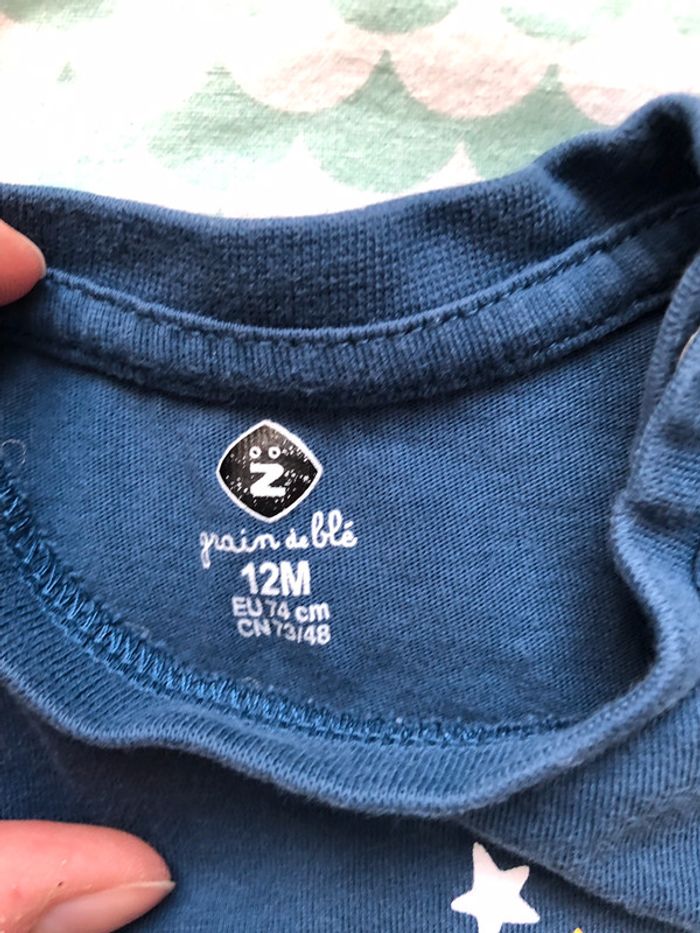 Z
grain de blé
12M
EU 74 cm
CN 73/48